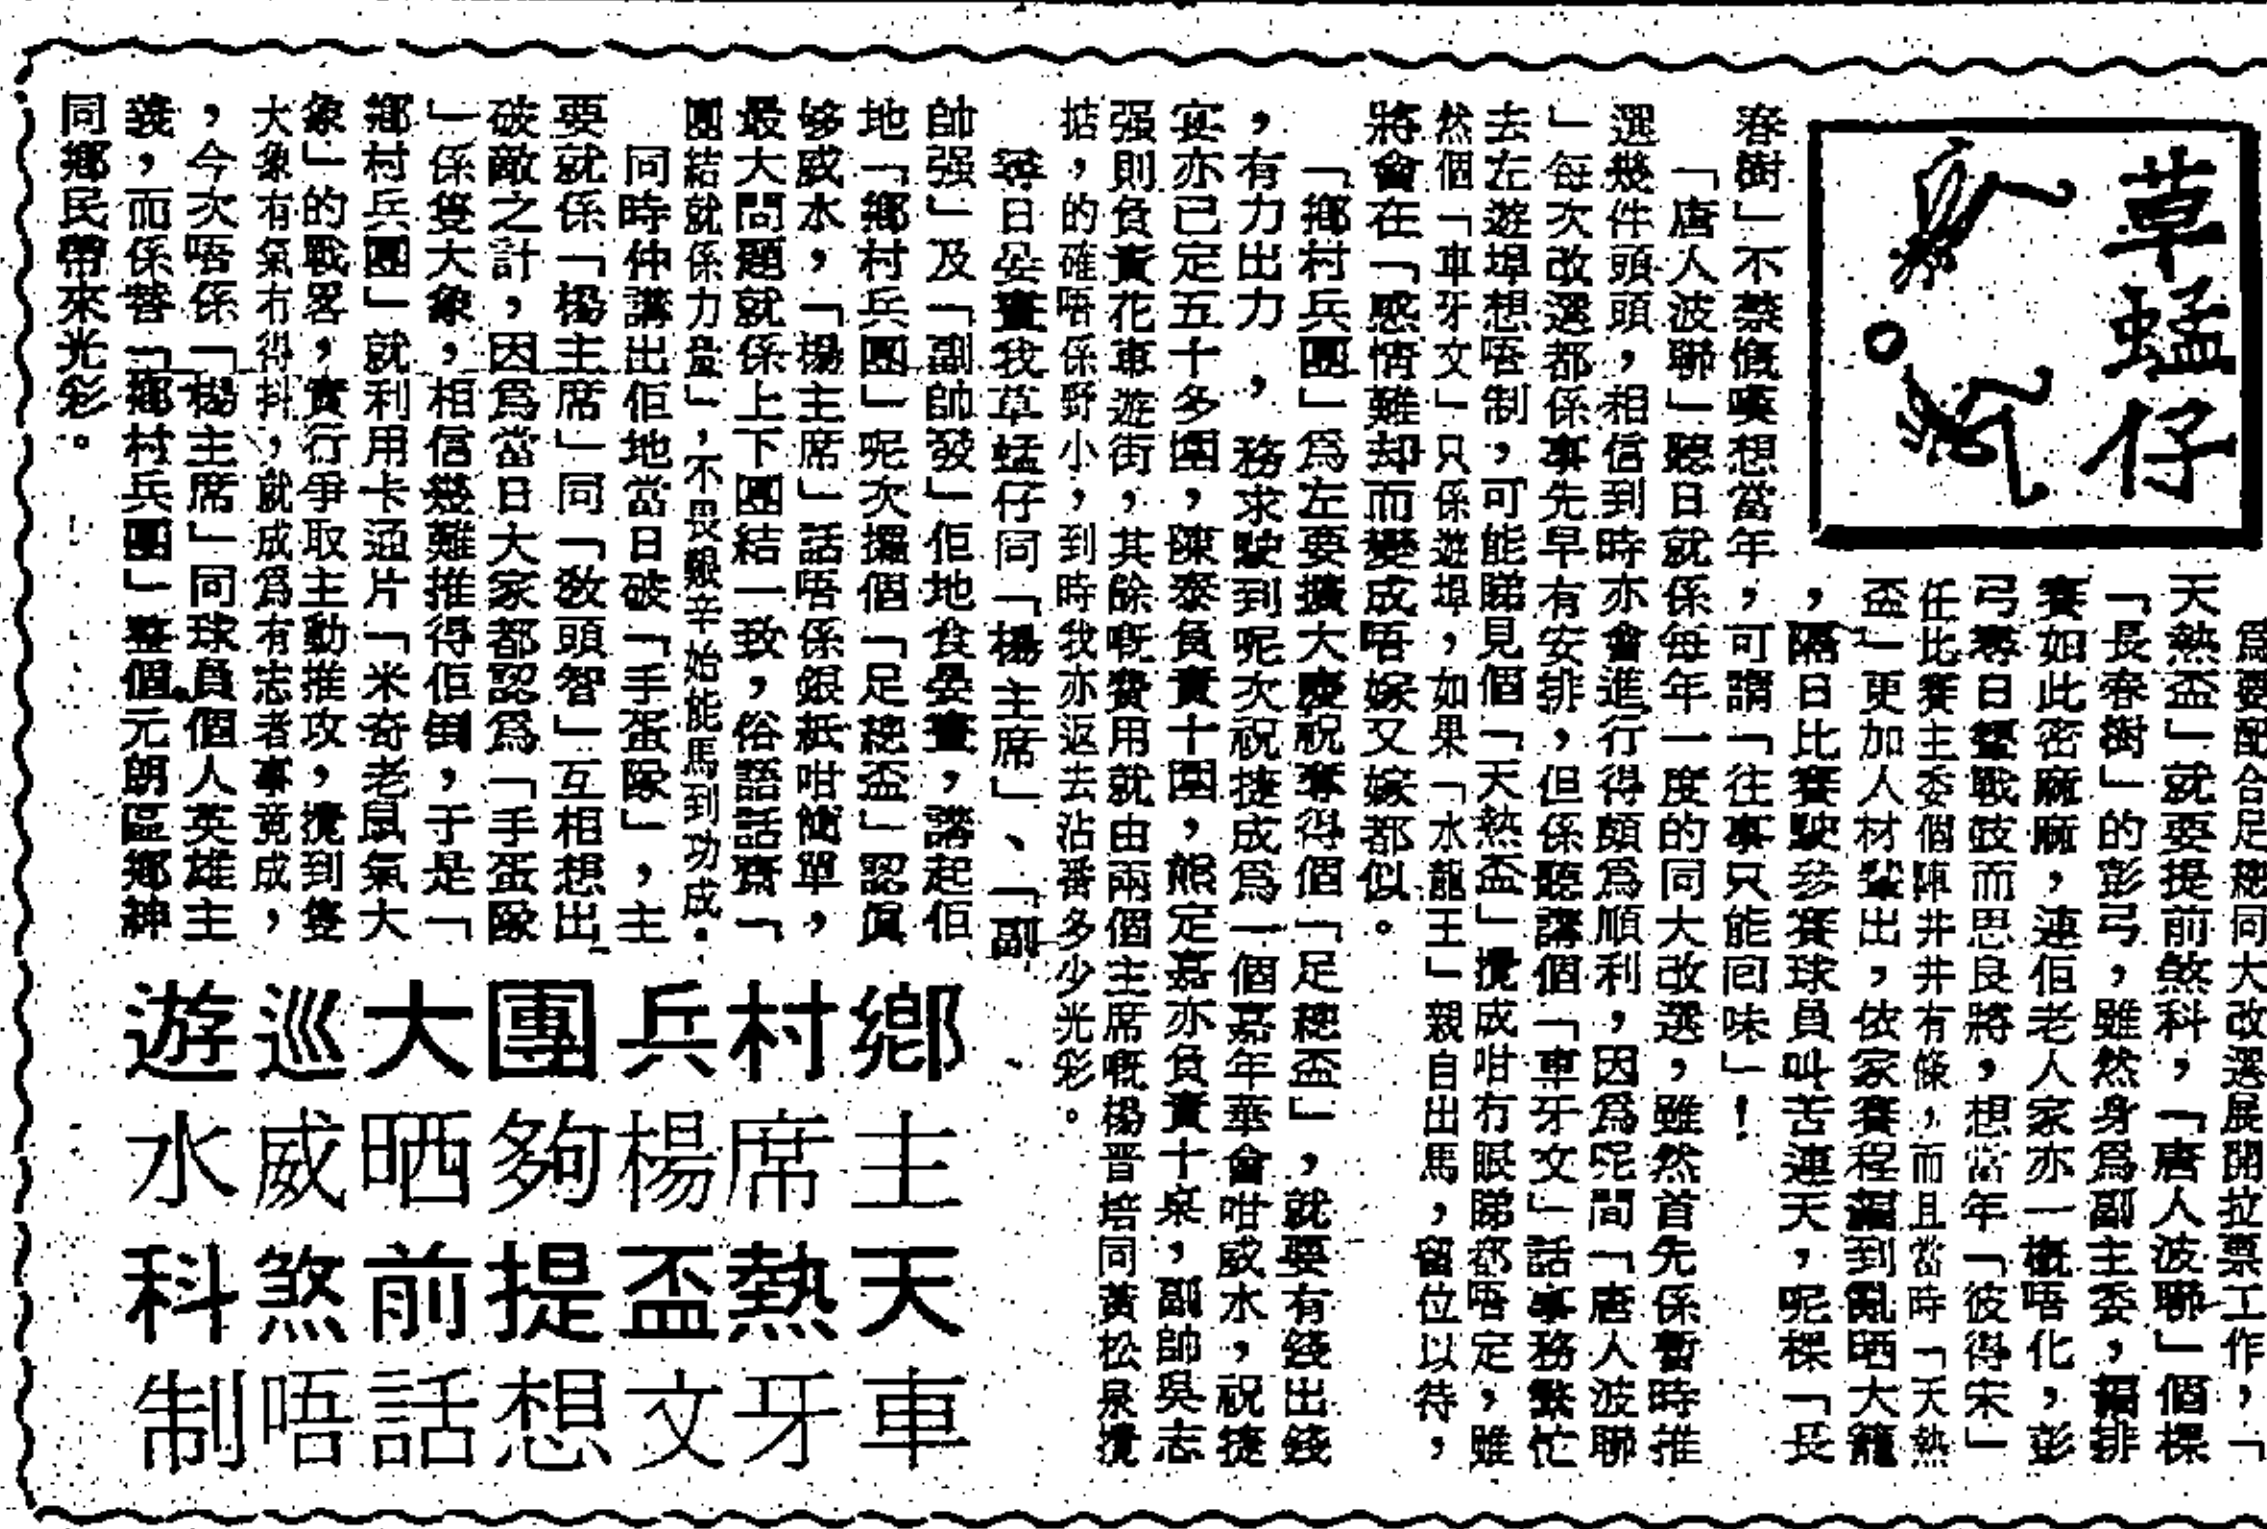 草蜢仔
鄉村兵團大巡遊
主席楊夠晒威水
天熱盃提前煞科
車牙文想話唔制
爲要配合足總同大改選展開拉票工作，「
天熱盃」就要提前煞科，「唐人波聯」個樑
「長春樹」的彭弓，雖然身爲副主委，編排
賽如此密麻麻，連佢老人家亦一概唔化，彭
弓尋日鼙戰鼓而思良將，想當年「彼得宋」
任比賽主委個陣井井有條，而且當時「天熱
盃」更加人材輩出，依家賽程編到亂晒大籠
，隔日比賽駛參賽球員叫苦連天，呢樑「長
春樹」不禁慨嘆想當年，可謂「往事只能回味」！
「唐人波聯」聽日就係每年一度的同大改選，雖然首先係暫時推
選幾件頭頭，相信到時亦會進行得頗爲順利，因爲呢間「唐人波聯
」每次改選都係事先早有安排，但係聽講個「車牙文」話事務繁忙
去左遊埠想唔制，可能睇見個「天熱盃」攪成咁冇眼睇都唔定，雖
然個「車牙文」只係遊埠，如果「水龍王」親自出馬，留位以待，
將會在「感情難却而變成唔嫁又嫁都似。
「鄉村兵團」爲左要擴大慶祝奪得個「足總盃」，就要有錢出錢
，有力出力，務求駛到呢次祝捷成爲一個嘉年華會咁威水，祝捷
宴亦已定五十多圍，陳泰負責十圍，熊定嘉亦負責十桌，副帥吳志
强則負責花車遊街，其餘嘅費用就由兩個主席嘅楊晋培同黃松泉攪
掂，的確唔係野小，到時我亦返去沾番多少光彩。
尋日晏晝我草蜢仔同「楊主席」、「副
帥强」及「副帥發」佢地食晏晝，講起佢
地「鄉村兵團」呢次攞個「足總盃」認眞
够威水，「楊主席」話唔係銀紙咁簡單，
最大問題就係上下團結一致，俗語話齋「
團結就係力量」，不畏艱辛始能馬到功成。
同時仲講出佢地當日破「手蛋隊」，主
要就係「楊主席」同「敎頭智」互相想出
破敵之計，因爲當日大家都認爲「手蛋隊
」係隻大象，相信幾難推得佢倒，于是「
鄉村兵團」就利用卡通片「米奇老鼠氣大
象」的戰畧，實行爭取主動推攻，攪到隻
大象有氣冇得抖，就成爲有志者事竟成，
，今次唔係「楊主席」同球員個人英雄主
義，而係替「鄉村兵團」整個元朗區鄉紳
同鄉民帶來光彩。